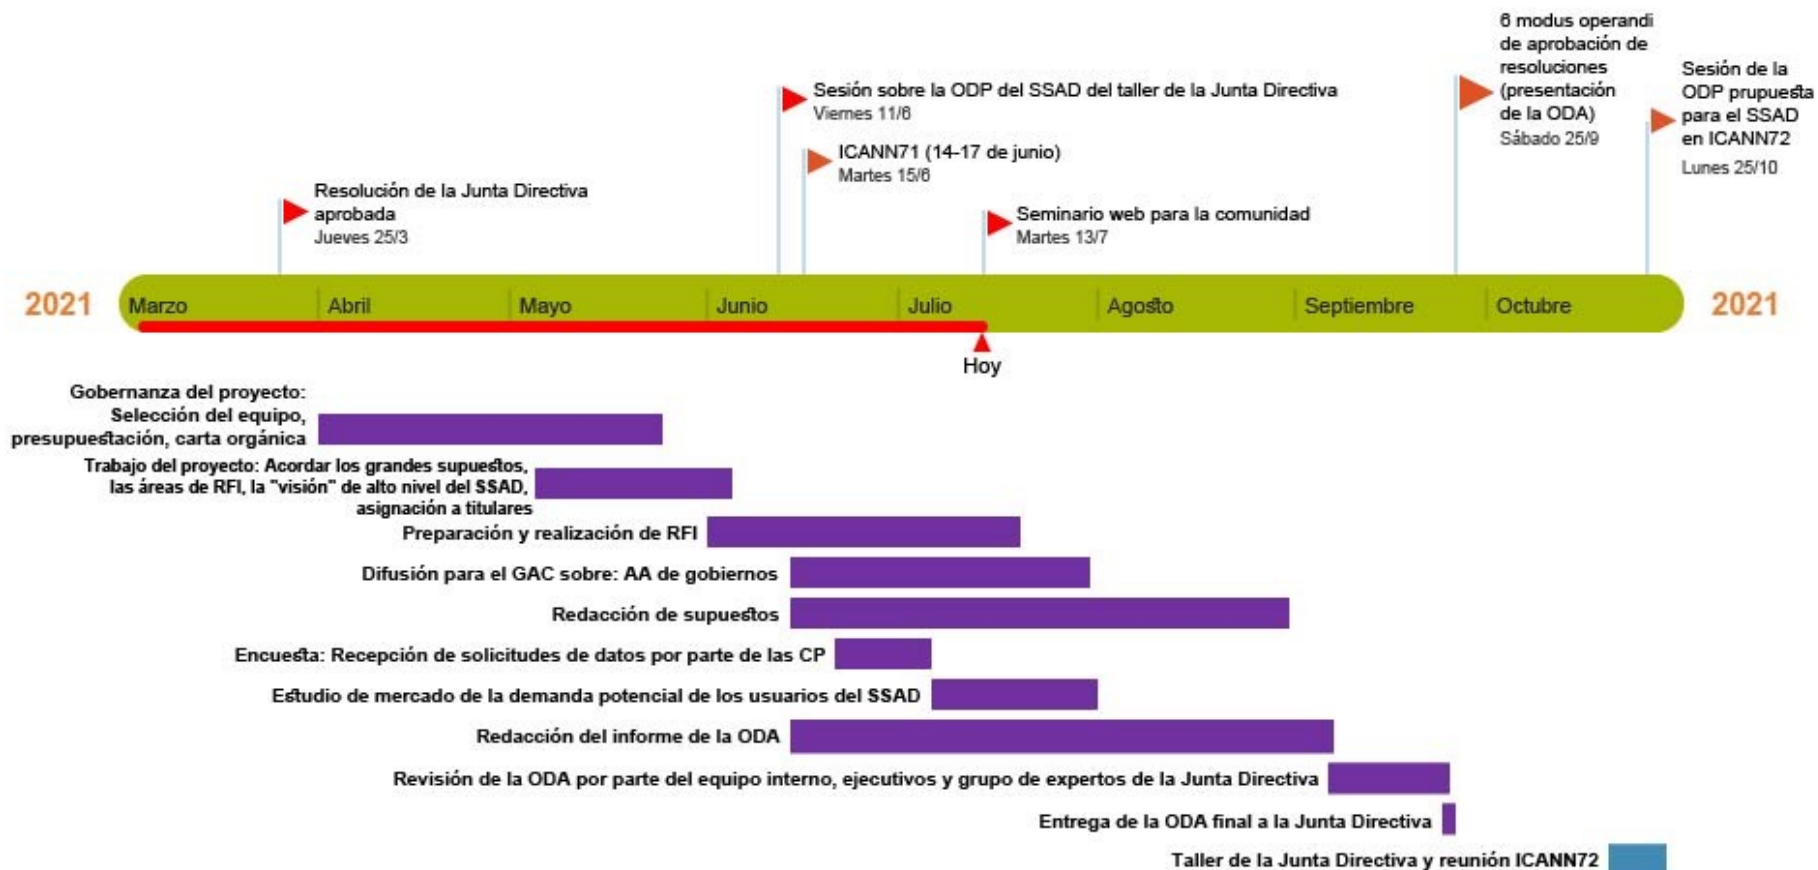 6 modus operandi
de aprobación de
resoluciones
(presentación
de la ODA)
Sábado 25/9
Sesión de la
ODP prupuesta
para el SSAD
en ICANN72
Lunes 25/10
Sesión sobre la ODP del SSAD del taller de la Junta Directiva
Viernes 11/6
ICANN71 (14-17 de junio)
Martes 15/6
Resolución de la Junta Directiva
aprobada
Jueves 25/3
Seminario web para la comunidad
Martes 13/7
2021 Marzo Abril Mayo Junio Julio Agosto Septiembre Octubre 2021
Hoy
Gobernanza del proyecto:
Selección del equipo,
presupuestación, carta orgánica
Trabajo del proyecto: Acordar los grandes supuestos,
las áreas de RFI, la "visión" de alto nivel del SSAD,
asignación a titulares
Preparación y realización de RFI
Difusión para el GAC sobre: AA de gobiernos
Redacción de supuestos
Encuesta: Recepción de solicitudes de datos por parte de las CP
Estudio de mercado de la demanda potencial de los usuarios del SSAD
Redacción del informe de la ODA
Revisión de la ODA por parte del equipo interno, ejecutivos y grupo de expertos de la Junta Directiva
Entrega de la ODA final a la Junta Directiva
Taller de la Junta Directiva y reunión ICANN72